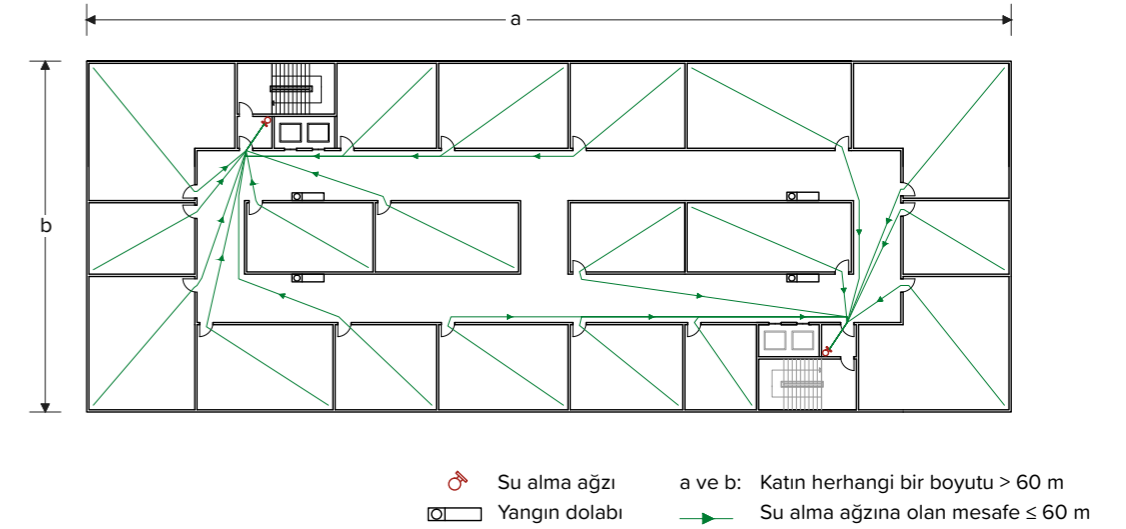 a
b
Su alma ağzı
a ve b: Katın herhangi bir boyutu > 60 m
Yangın dolabı
Su alma ağzına olan mesafe ≤ 60 m